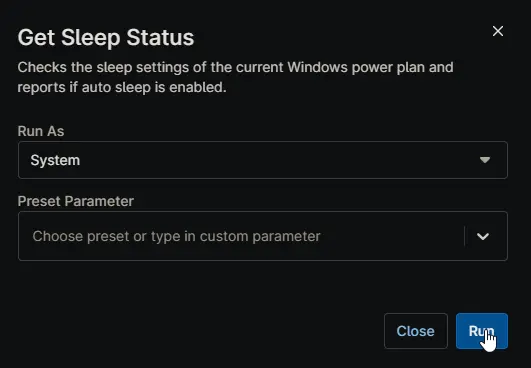 Get Sleep Status
Checks the sleep settings of the current Windows power plan and
reports if auto sleep is enabled.
Run As
System
Preset Parameter
Choose preset or type in custom parameter
Close
Run